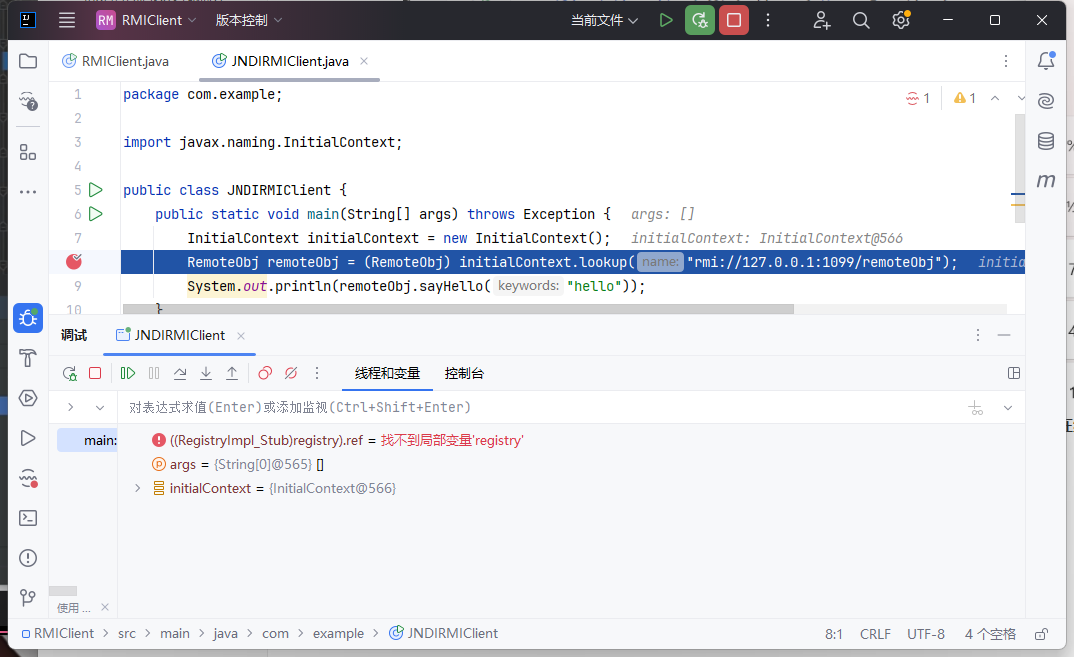 RM RMIClient 版本控制 当前文件
RMIClient.java JNDIRMIClient.java
1 package com.example;
2
3 import javax.naming.InitialContext;
4
5 public class JNDIRMIClient {
6 public static void main(String[] args) throws Exception { args: []
7 InitialContext initialContext = new InitialContext(); initialContext: InitialContext@566
RemoteObj remoteObj = (RemoteObj) initialContext.lookup( name: "rmi://127.0.0.1:1099/remoteObj"); initia
9 System.out.println(remoteObj.sayHello( keywords: "hello"));
10 }
1 1
调试 JNDIRMIClient
线程和变量 控制台
对表达式求值(Enter)或添加监视(Ctrl+Shift+Enter)
main:
((RegistryImpl_Stub)registry).ref = 找不到局部变量'registry'
args = {String[0]@565} []
initialContext = {InitialContext@566}
使用 ...
RMIClient > src > main > java > com > example > JNDIRMIClient 8:1 CRLF UTF-8 4 个空格